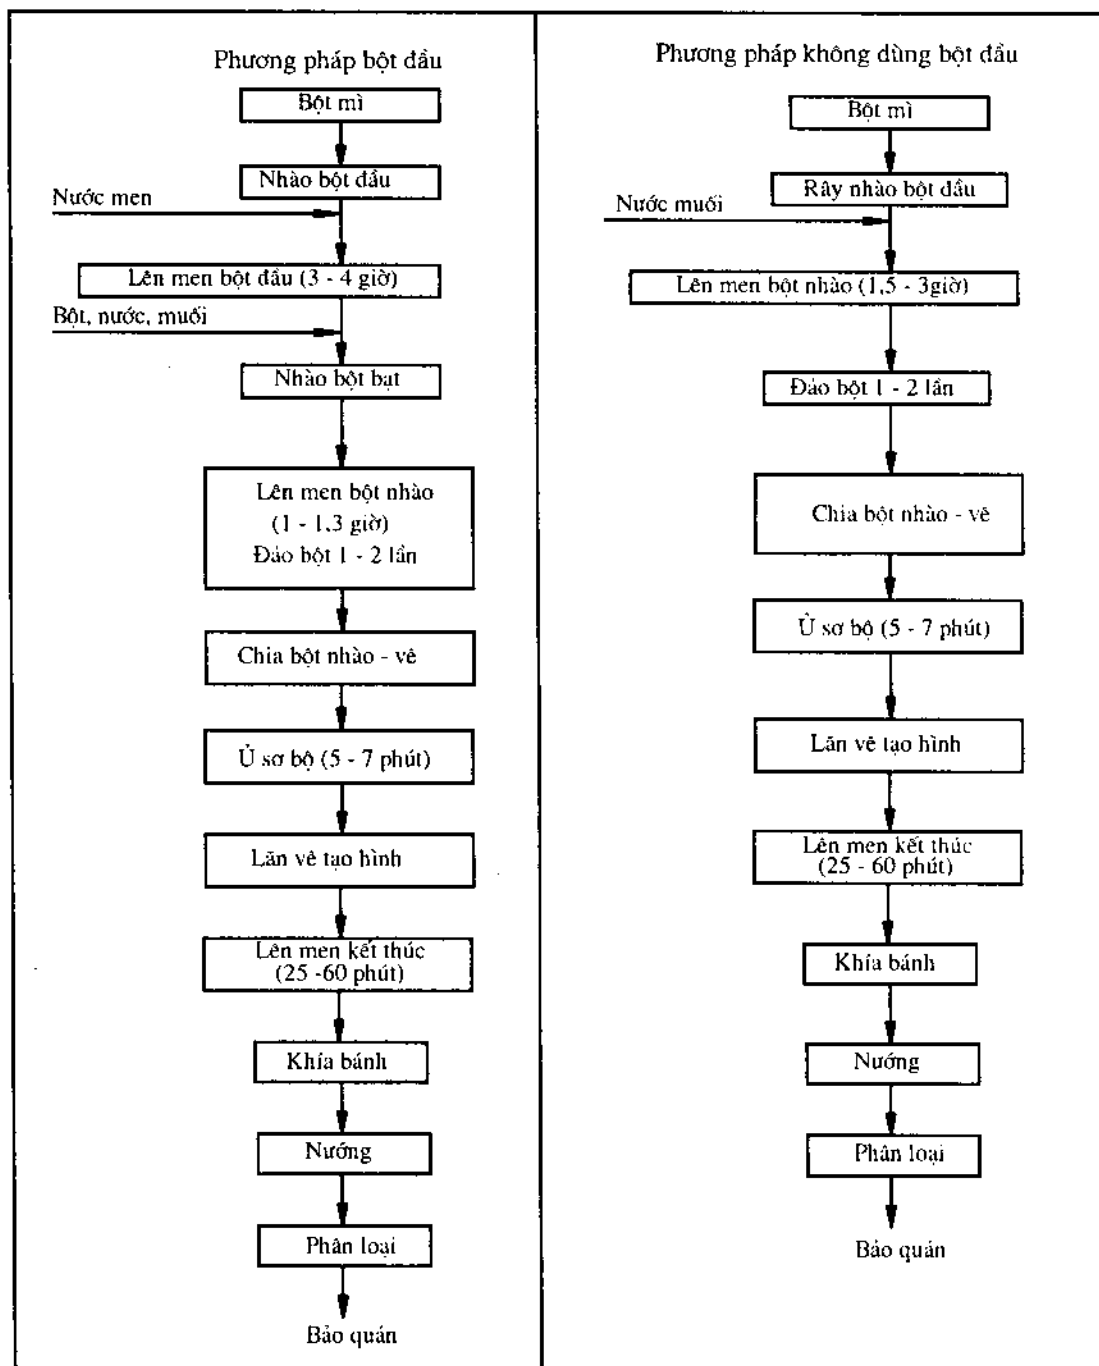 Phương pháp bột đầu
Bột mì
Nhào bột đầu
Nước men
Lên men bột đầu (3 - 4 giờ)
Bột, nước, muối
Nhào bột bạt
Lên men bột nhào
(1 - 1,3 giờ)
Đảo bột 1 - 2 lần
Chia bột nhào - vê
Ủ sơ bộ (5 - 7 phút)
Lăn vê tạo hình
Lên men kết thúc
(25 -60 phút)
Khía bánh
Nướng
Phân loại
Bảo quản
Phương pháp không dùng bột đầu
Bột mì
Rây nhào bột đầu
Nước muối
Lên men bột nhào (1,5 - 3giờ)
Đảo bột 1 - 2 lần
Chia bột nhào - vê
Ủ sơ bộ (5 - 7 phút)
Lăn vê tạo hình
Lên men kết thúc
(25 - 60 phút)
Khía bánh
Nướng
Phân loại
Bảo quản